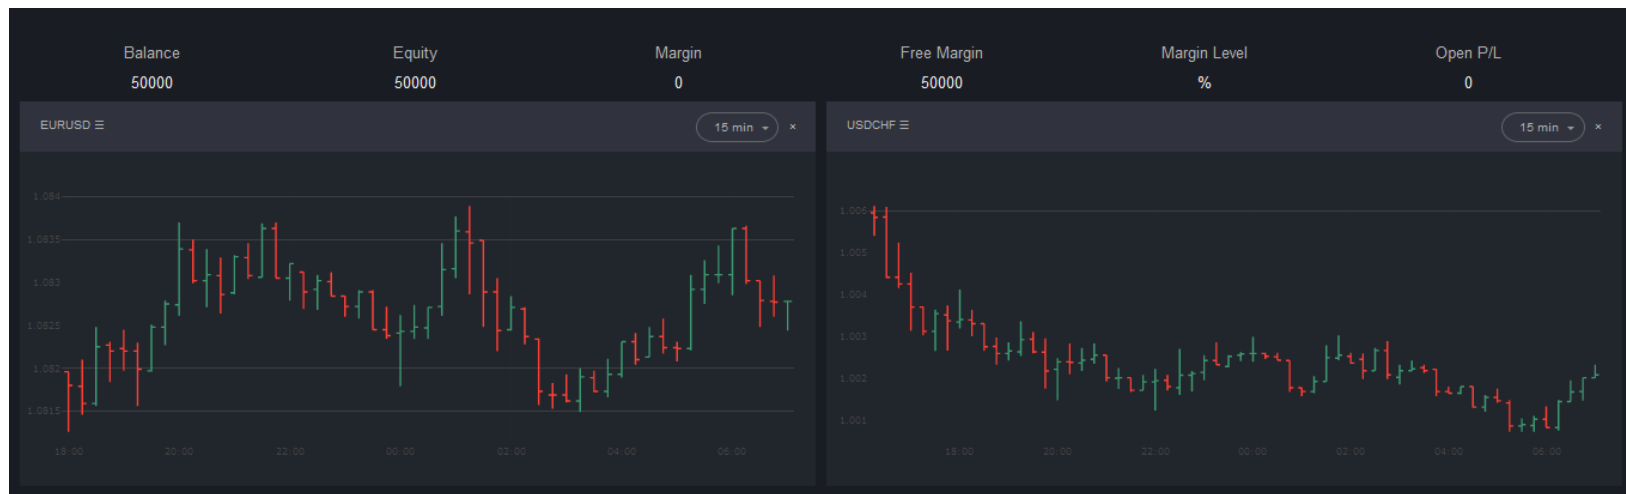 Balance Equity Margin Free Margin Margin Level Open P/L
50000 50000 0 50000 % 0
EURUSD ☰ 15 min × USDCHF ☰ 15 min ×
1.084
1.0835
1.083
1.0825
1.082
1.0815
18:00 20:00 22:00 00:00 02:00 04:00 06:00
1.006
1.005
1.004
1.003
1.002
1.001
18:00 20:00 22:00 00:00 02:00 04:00 06:00